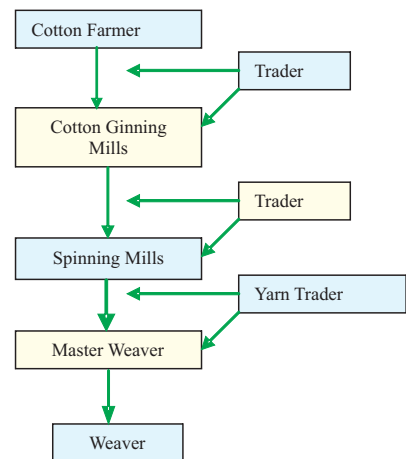 Cotton Farmer
Trader
Cotton Ginning
Mills
Trader
Spinning Mills
Yarn Trader
Master Weaver
Weaver